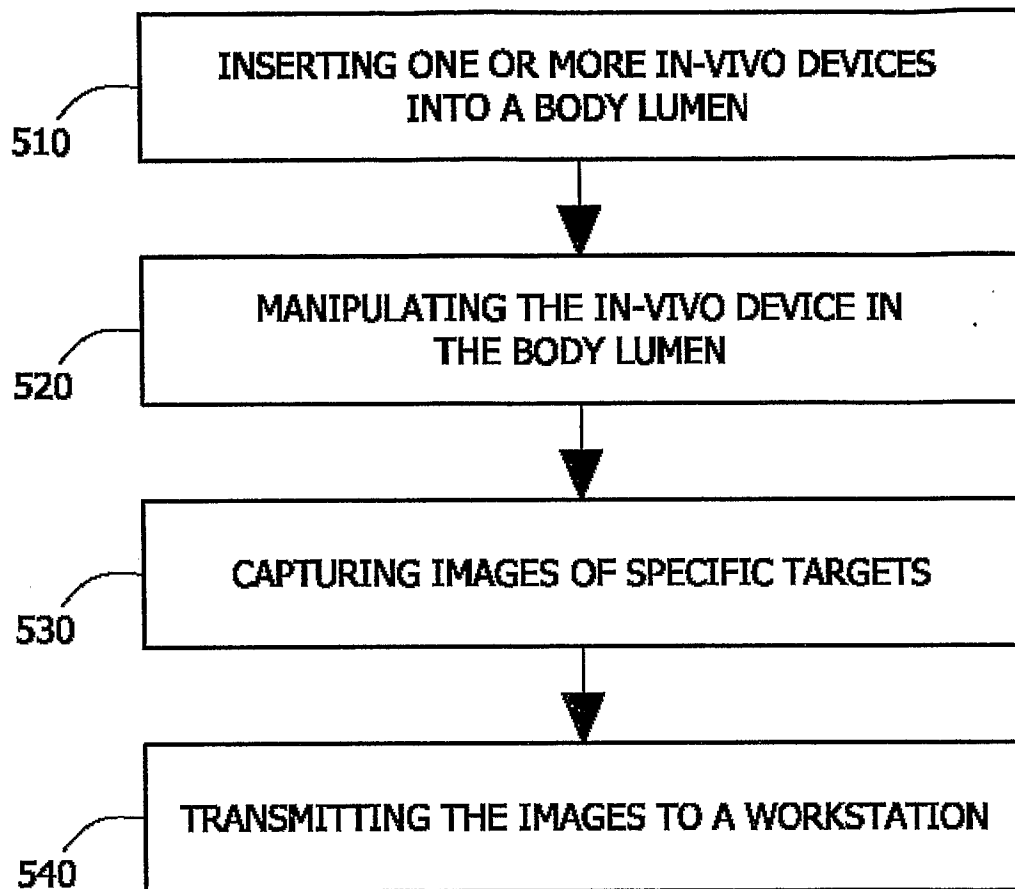 INSERTING ONE OR MORE IN-VIVO DEVICES
INTO A BODY LUMEN
510
MANIPULATING THE IN-VIVO DEVICE IN
THE BODY LUMEN
520
CAPTURING IMAGES OF SPECIFIC TARGETS
530
TRANSMITTING THE IMAGES TO A WORKSTATION
540